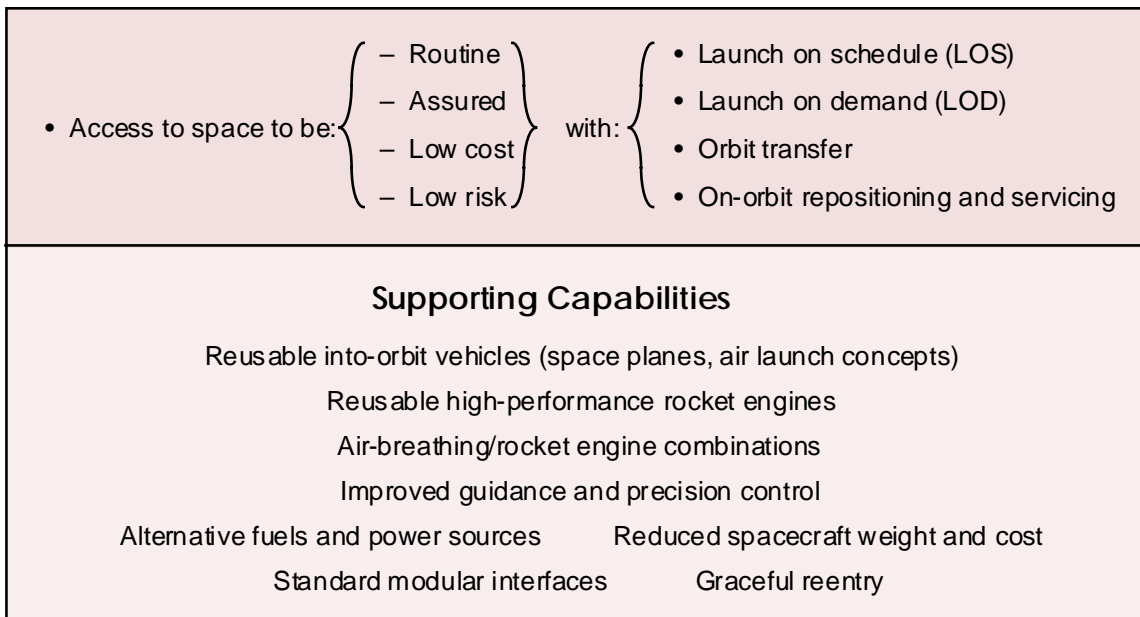 – Routine
– Assured
• Access to space to be:
– Low cost
– Low risk
with:
• Launch on schedule (LOS)
• Launch on demand (LOD)
• Orbit transfer
• On-orbit repositioning and servicing
Supporting Capabilities
Reusable into-orbit vehicles (space planes, air launch concepts)
Reusable high-performance rocket engines
Air-breathing/rocket engine combinations
Improved guidance and precision control
Alternative fuels and power sources Reduced spacecraft weight and cost
Standard modular interfaces Graceful reentry